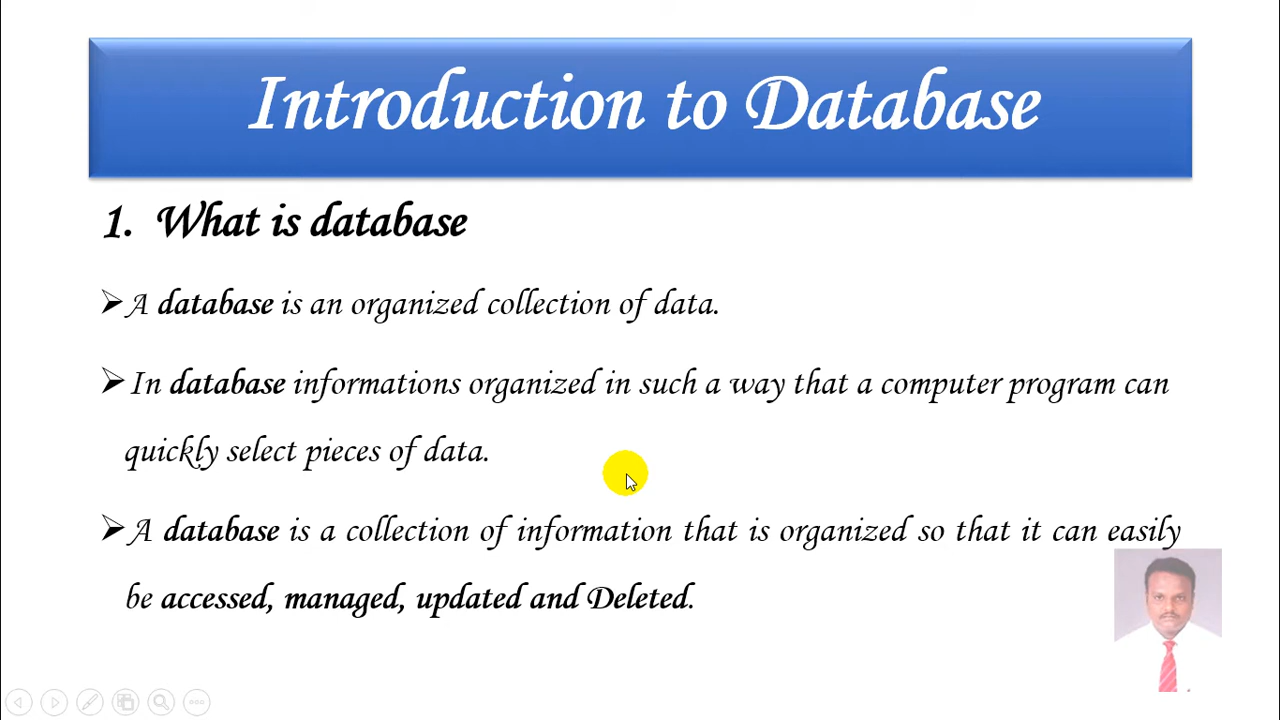 Introduction to Database
1. What is database
➢ A database is an organized collection of data.
➢ In database informations organized in such a way that a computer program can
quickly select pieces of data.
➢ A database is a collection of information that is organized so that it can easily
be accessed, managed, updated and Deleted.